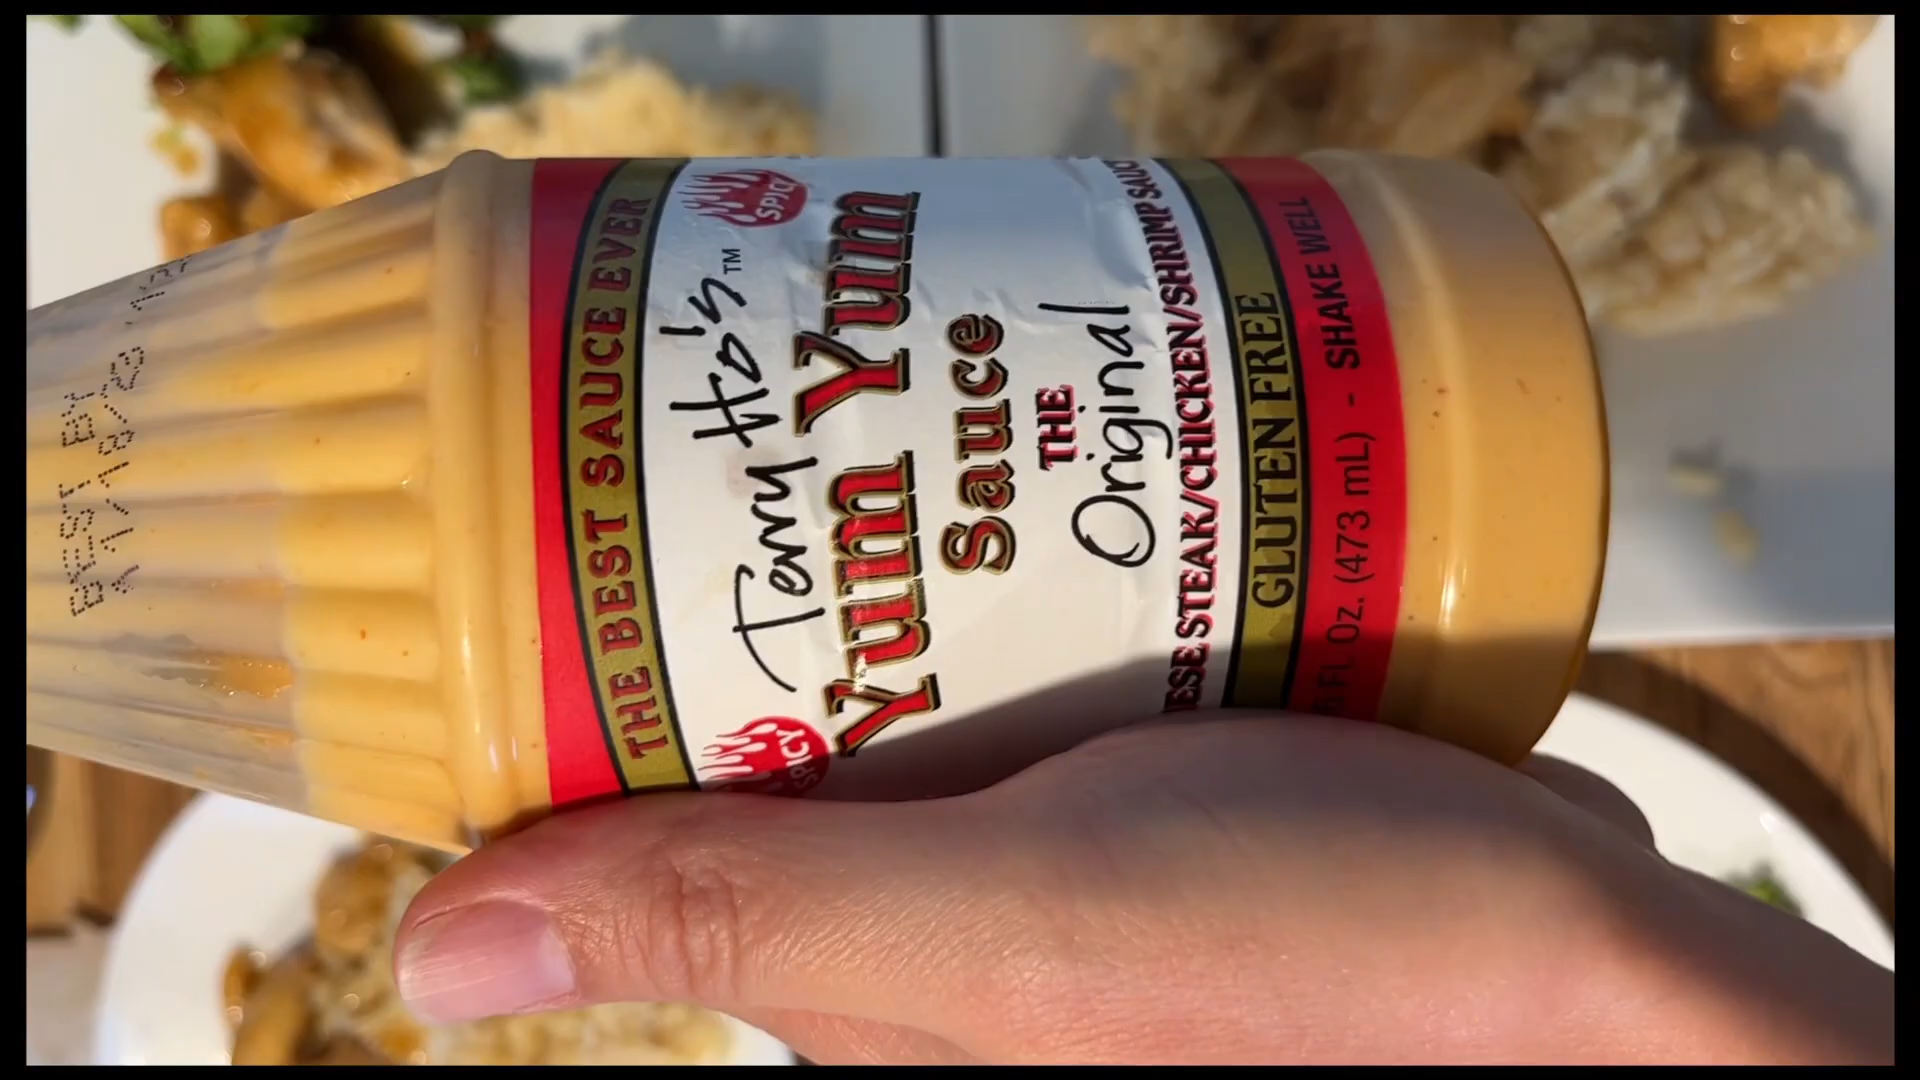 BEST BY
THE BEST SAUCE EVER
SPICY
SPICY
Terry Ho's™
Yum Yum
Sauce
THE
Original
STEAK/CHICKEN/SHRIMP
GLUTEN FREE
FL Oz. (473 mL) - SHAKE WELL